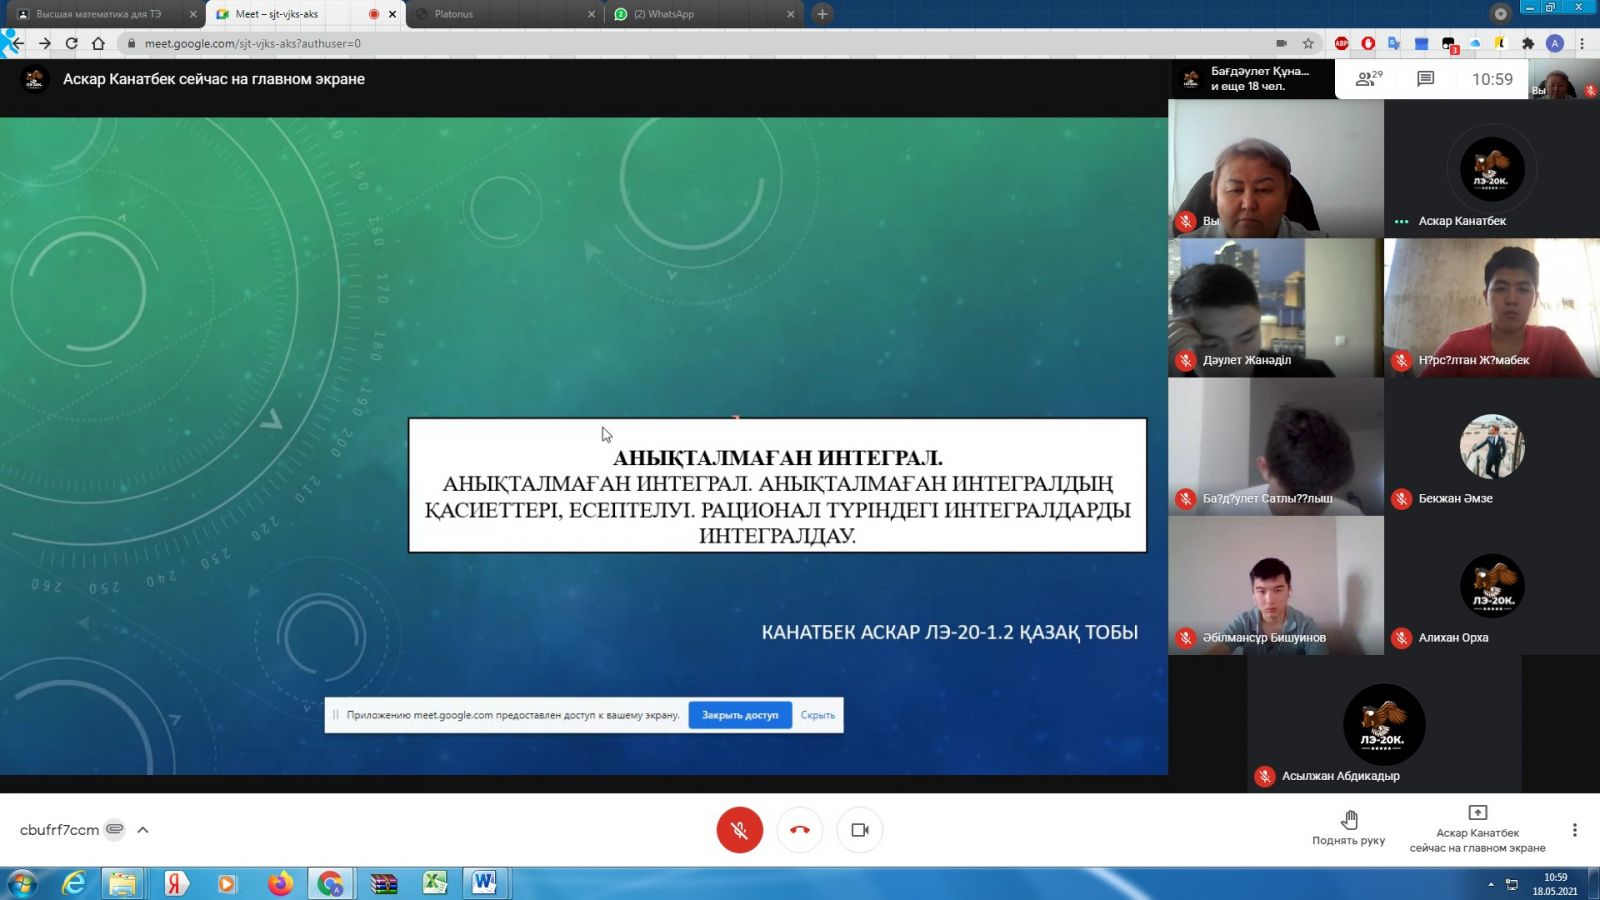 Высшая математика для ТЭ
Meet – sjt-vjks-aks
Platonus
(2) WhatsApp
meet.google.com/sjt-vjks-aks?authuser=0
Аскар Канатбек сейчас на главном экране
Бағдәулет Құна...
и еще 18 чел.
29
10:59
Вы
Вы
ЛЭ-20К.
Аскар Канатбек
Дәулет Жанәділ
Н?рс?лтан Ж?мабек
Ба?д?улет Сатлы??лыш
Бекжан Әмзе
Әбілмансұр Бишуинов
ЛЭ-20К.
Алихан Орха
ЛЭ-20К.
Асылжан Абдикадыр
160
170
180
190
200
210
220
230
240
250
260
АНЫҚТАЛМАҒАН ИНТЕГРАЛ.
АНЫҚТАЛМАҒАН ИНТЕГРАЛ. АНЫҚТАЛМАҒАН ИНТЕГРАЛДЫҢ
ҚАСИЕТТЕРІ, ЕСЕПТЕЛУІ. РАЦИОНАЛ ТҮРІНДЕГІ ИНТЕГРАЛДАРДЫ
ИНТЕГРАЛДАУ.
КАНАТБЕК АСКАР ЛЭ-20-1.2 ҚАЗАҚ ТОБЫ
Приложению meet.google.com предоставлен доступ к вашему экрану.
Закрыть доступ
Скрыть
cbufrf7ccm
Поднять руку
Аскар Канатбек
сейчас на главном экране
10:59
18.05.2021